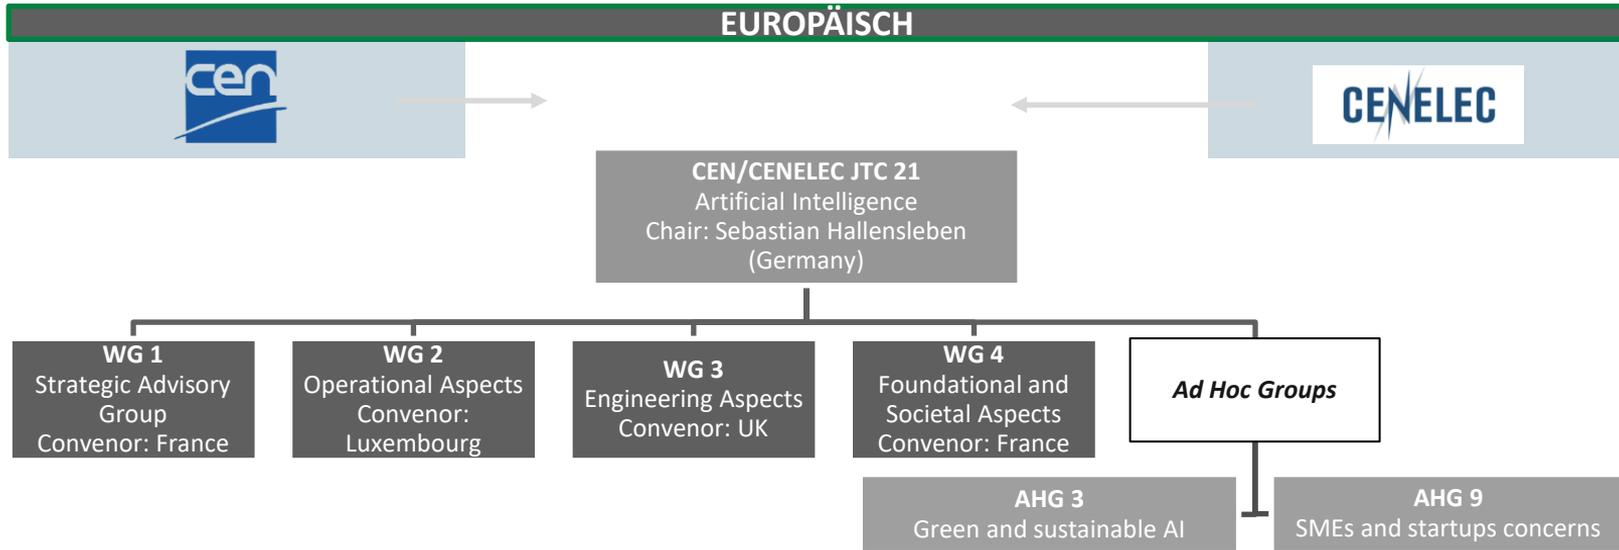 EUROPÄISCH
cen
CENELEC
CEN/CENELEC JTC 21
Artificial Intelligence
Chair: Sebastian Hallensleben
(Germany)
WG 1
Strategic Advisory
Group
Convenor: France
WG 2
Operational Aspects
Convenor:
Luxembourg
WG 3
Engineering Aspects
Convenor: UK
WG 4
Foundational and
Societal Aspects
Convenor: France
Ad Hoc Groups
AHG 3
Green and sustainable AI
AHG 9
SMEs and startups concerns